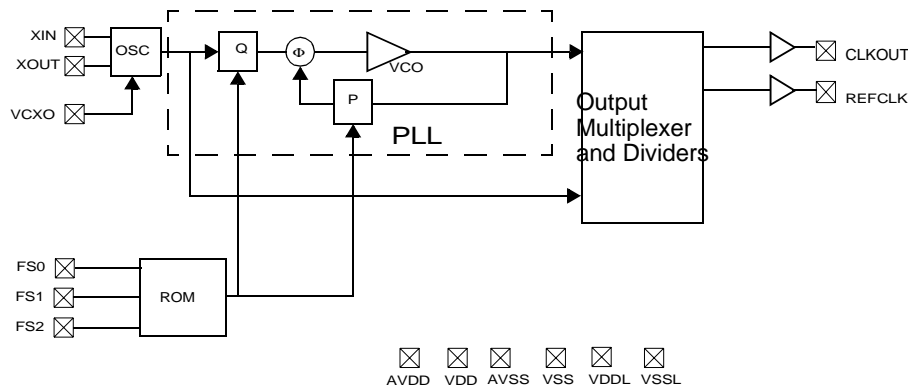 XIN
OSC
Q
Φ
XOUT
VCO
CLKOUT
VCXO
P
REFCLK
Output
Multiplexer
and Dividers
PLL
FS0
FS1
ROM
FS2
AVDD VDD AVSS VSS VDDL VSSL